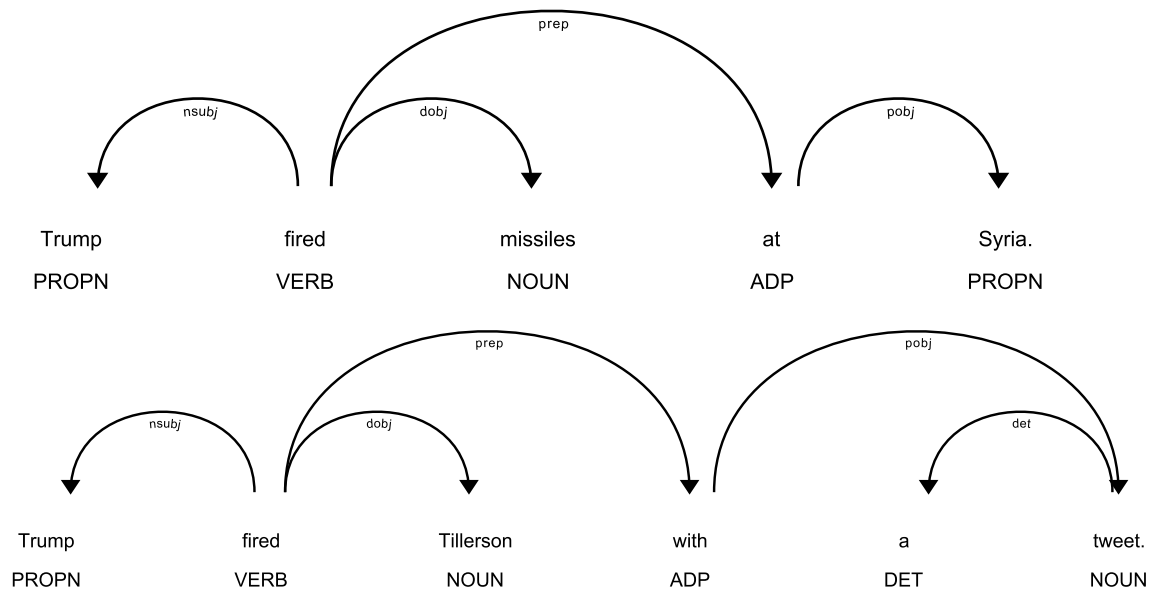 prep
nsubj dobj pobj
Trump fired missiles at Syria.
PROPN VERB NOUN ADP PROPN
prep pobj
nsubj dobj det
Trump fired Tillerson with a tweet.
PROPN VERB NOUN ADP DET NOUN